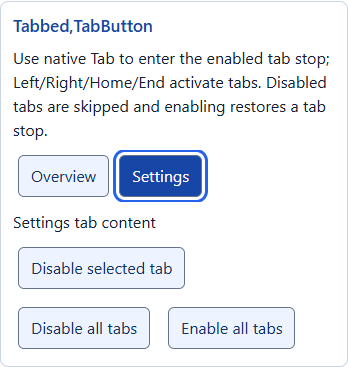 Tabbed,TabButton
Use native Tab to enter the enabled tab stop;
Left/Right/Home/End activate tabs. Disabled
tabs are skipped and enabling restores a tab
stop.
Overview Settings
Settings tab content
Disable selected tab
Disable all tabs Enable all tabs